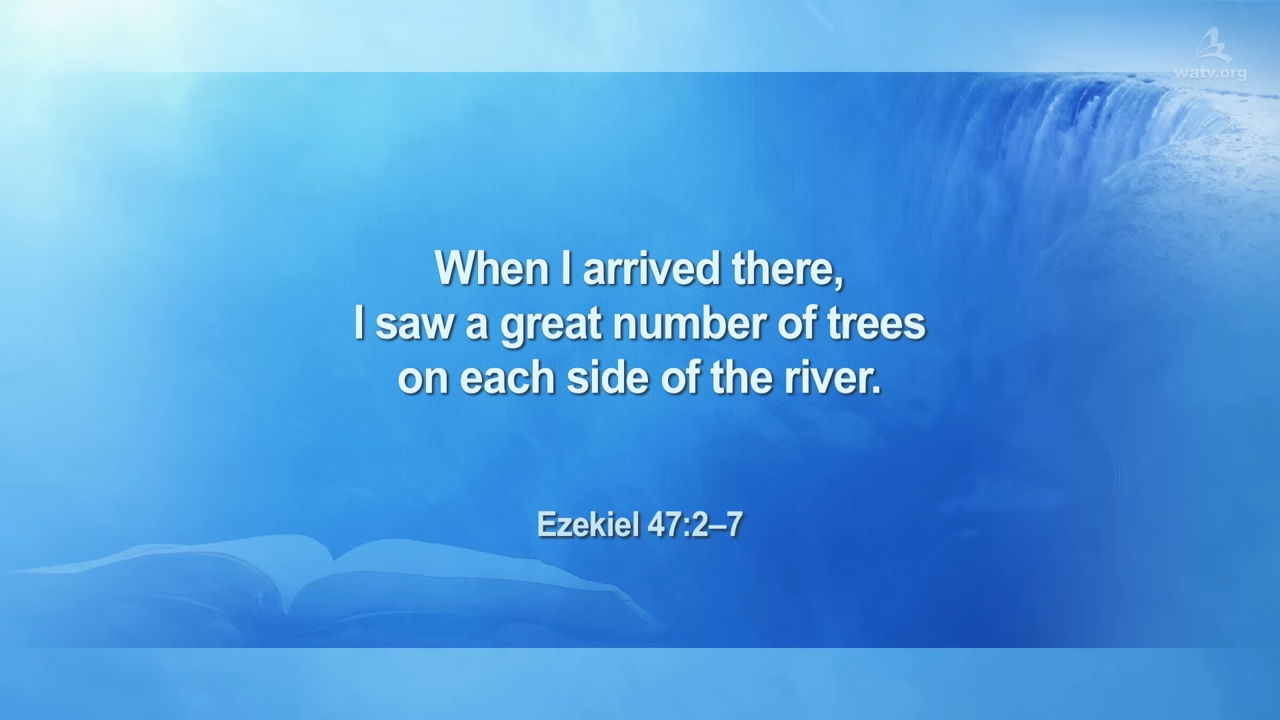 watv.org
When I arrived there,
I saw a great number of trees
on each side of the river.
Ezekiel 47:2–7